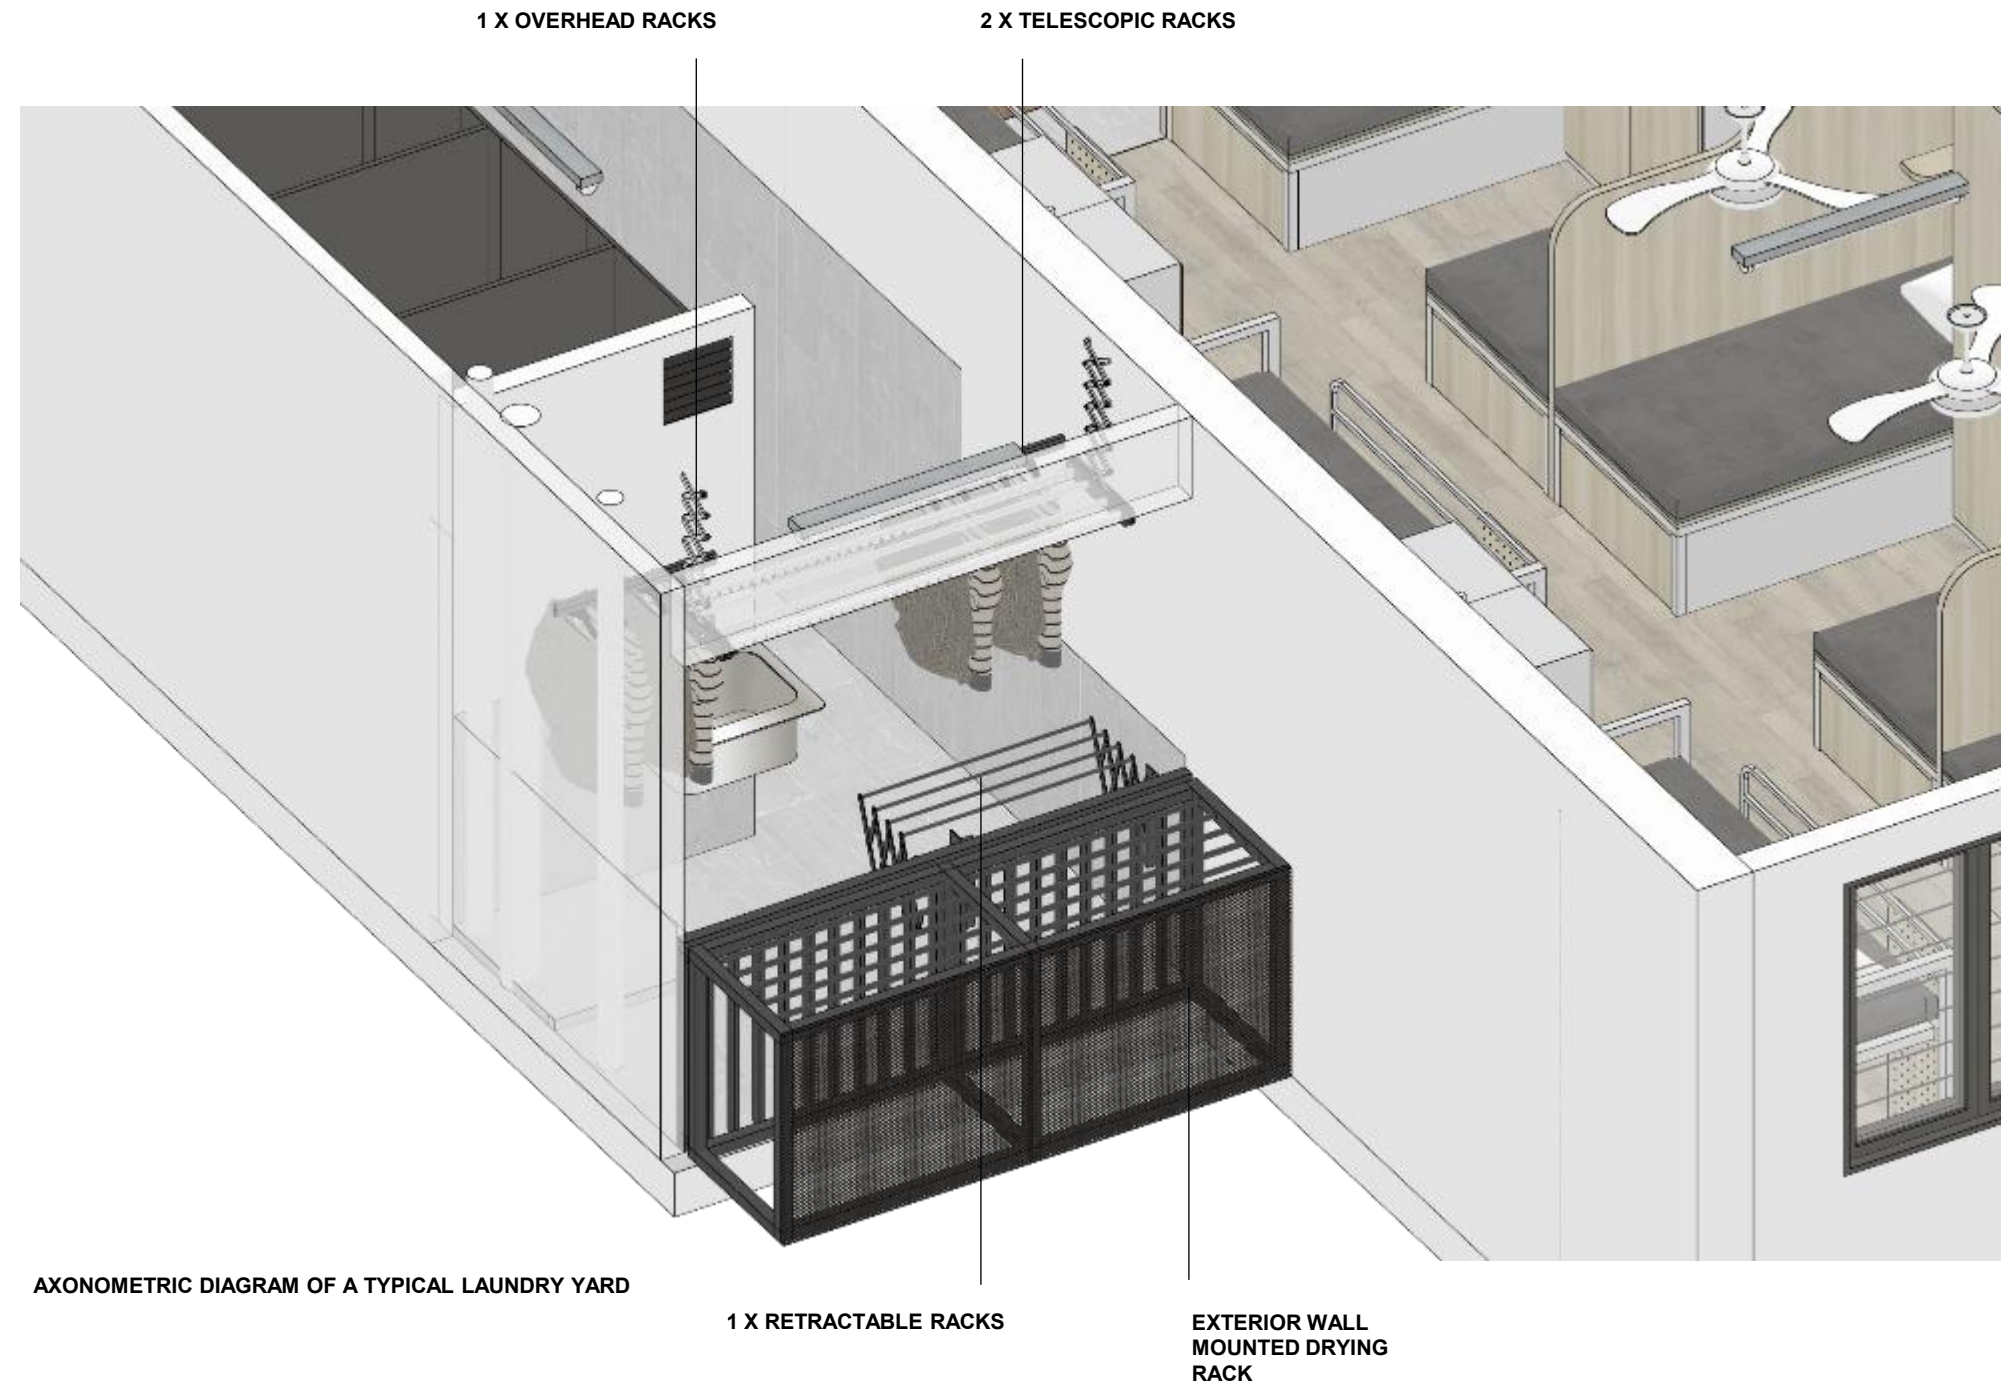 1 X OVERHEAD RACKS
2 X TELESCOPIC RACKS
AXONOMETRIC DIAGRAM OF A TYPICAL LAUNDRY YARD
1 X RETRACTABLE RACKS
EXTERIOR WALL
MOUNTED DRYING
RACK